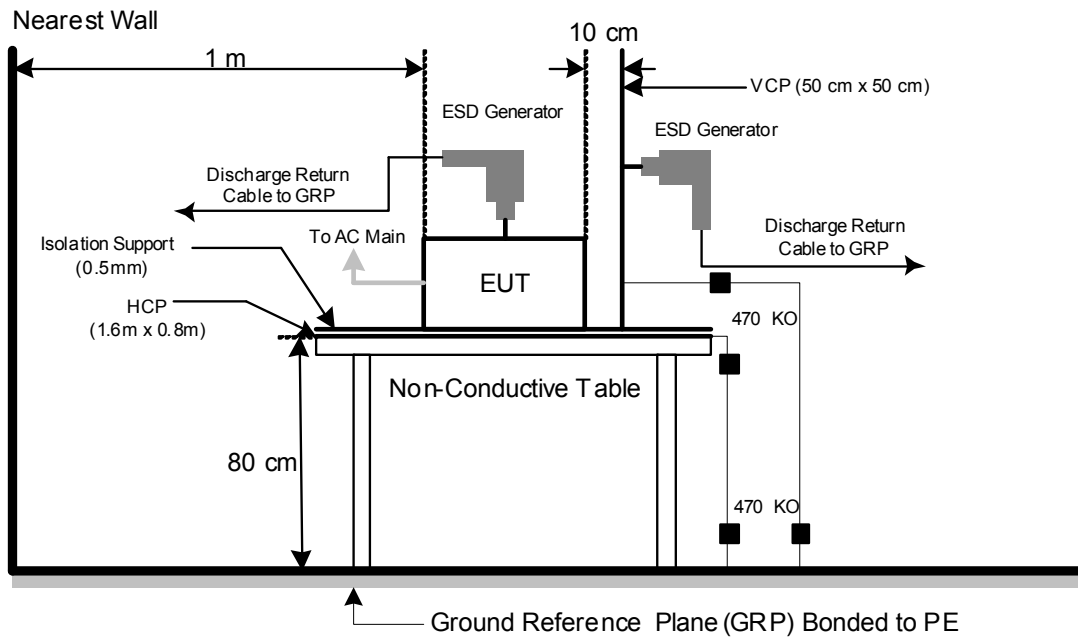 Nearest Wall
10 cm
1 m
VCP (50 cm x 50 cm)
ESD Generator
ESD Generator
Discharge Return
Cable to GRP
To AC Main
Discharge Return
Cable to GRP
Isolation Support
(0.5mm)
EUT
HCP
(1.6m x 0.8m)
470 KO
Non-Conductive Table
80 cm
470 KO
Ground Reference Plane (GRP) Bonded to PE